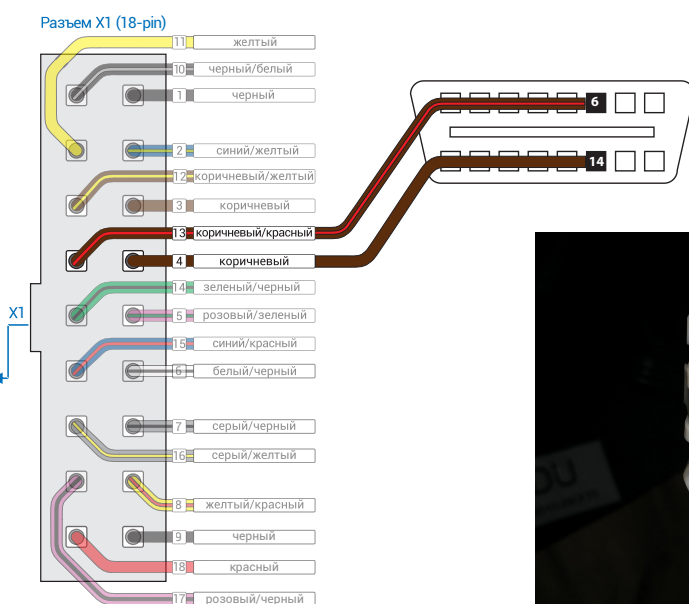 Разъем X1 (18-pin)
11 желтый
10 черный/белый
1 черный
6
2 синий/желтый
14
12 коричневый/желтый
3 коричневый
13 коричневый/красный
4 коричневый
14 зеленый/черный
X1
5 розовый/зеленый
15 синий/красный
6 белый/черный
7 серый/черный
16 серый/желтый
8 желтый/красный
9 черный
18 красный
17 розовый/черный